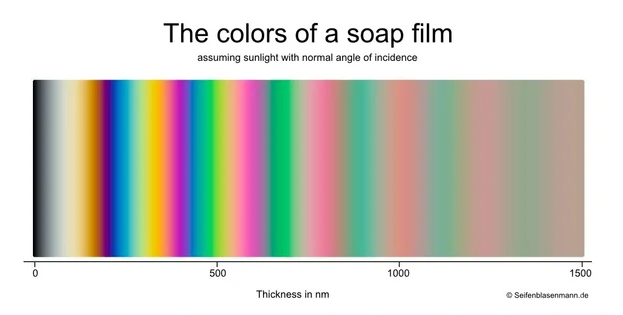 The colors of a soap film
assuming sunlight with normal angle of incidence
0 500 1000 1500
Thickness in nm
© Seifenblasenmann.de